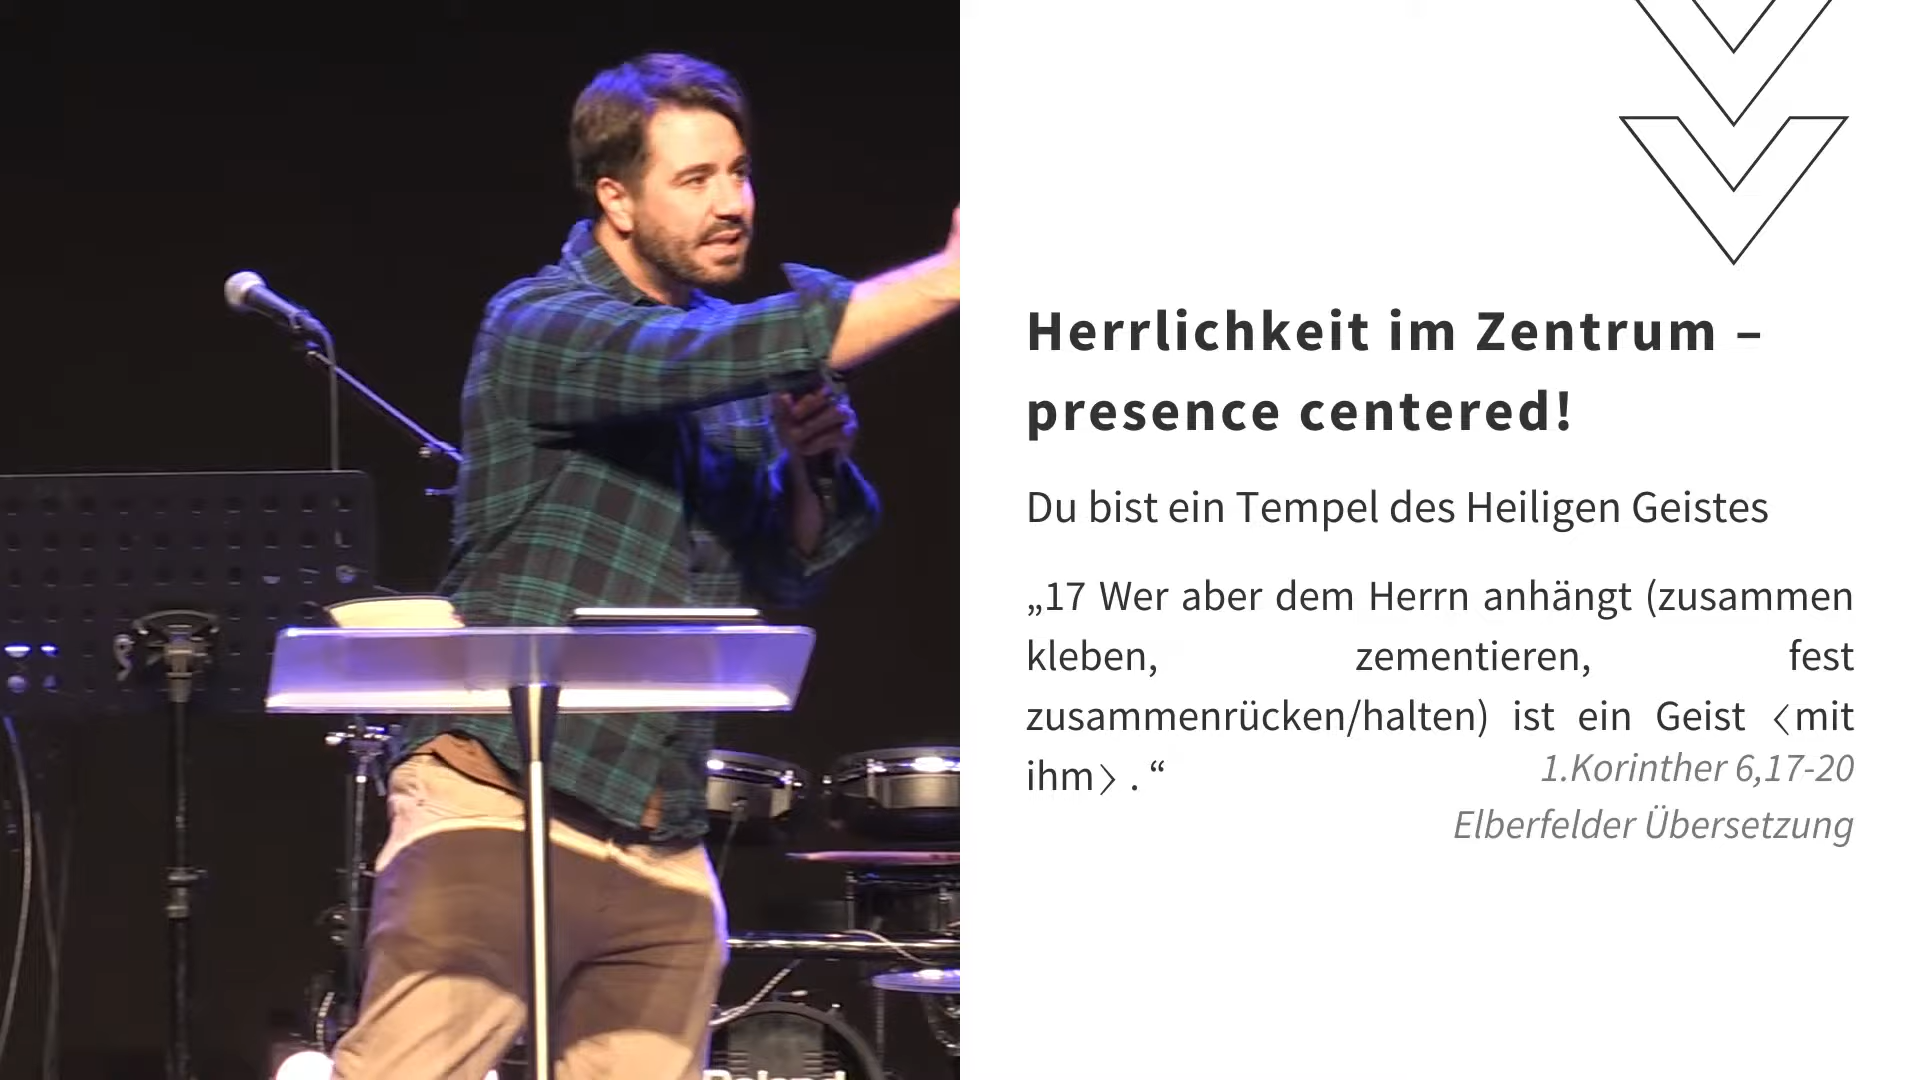 Herrlichkeit im Zentrum –
presence centered!
Du bist ein Tempel des Heiligen Geistes
„17 Wer aber dem Herrn anhängt (zusammen
kleben, zementieren, fest
zusammenrücken/halten) ist ein Geist 〈mit
ihm〉. “
1.Korinther 6,17-20
Elberfelder Übersetzung
Roland